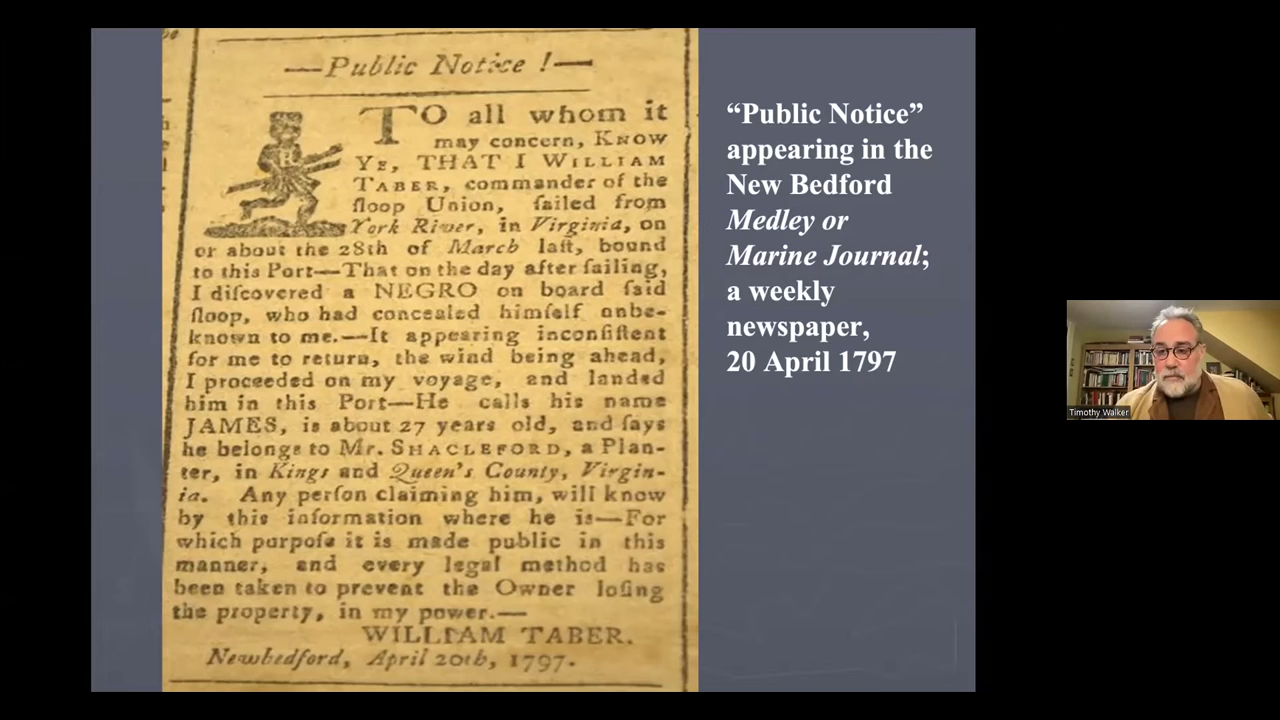 —Public Notice !—
TO all whom it
may concern, KNOW
YE, THAT I WILLIAM
TABER, commander of the
ſloop Union, ſailed from
York River, in Virginia, on
or about the 28th of March laſt, bound
to this Port—That on the day after ſailing,
I diſcovered a NEGRO on board ſaid
ſloop, who had concealed himſelf unbe-
known to me.—It appearing inconſiſtent
for me to return, the wind being ahead,
I proceeded on my voyage, and landed
him in this Port—He calls his name
JAMES, is about 27 years old, and ſays
he belongs to Mr. SHACLEFORD, a Plan-
ter, in Kings and Queen's County, Virgin-
ia. Any perſon claiming him, will know
by this information where he is—For
which purpoſe it is made public in this
manner, and every legal method has
been taken to prevent the Owner loſing
the property, in my power.—
WILLIAM TABER.
Newbedford, April 20th, 1797.
“Public Notice”
appearing in the
New Bedford
Medley or
Marine Journal;
a weekly
newspaper,
20 April 1797
Timothy Walker